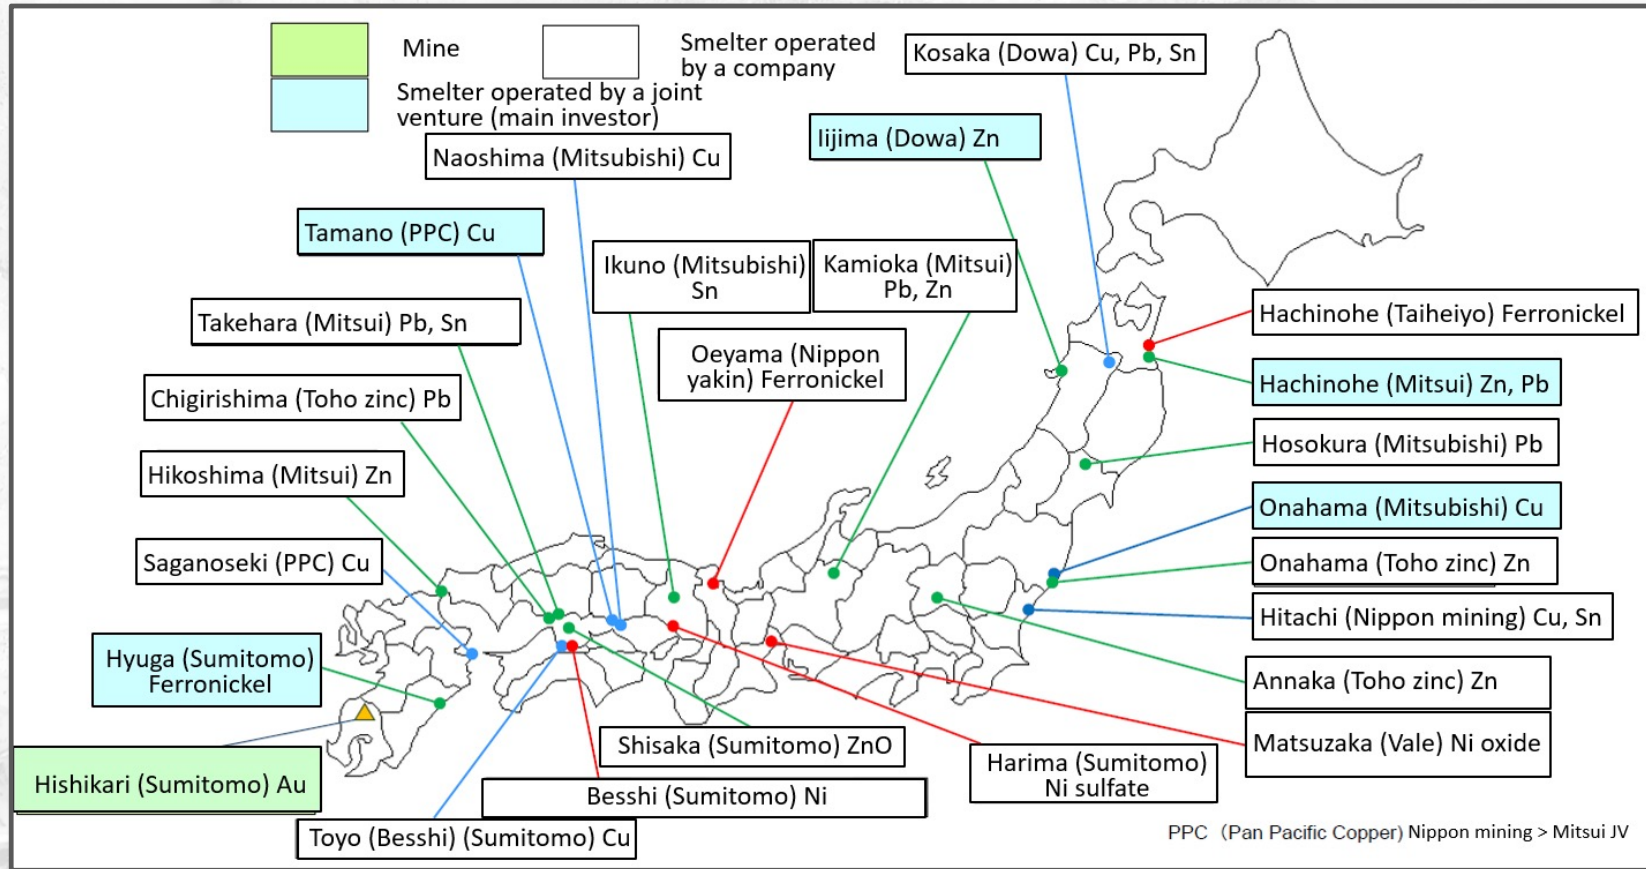 Mine
Smelter operated
by a company
Smelter operated by a joint
venture (main investor)
Kosaka (Dowa) Cu, Pb, Sn
Iijima (Dowa) Zn
Naoshima (Mitsubishi) Cu
Tamano (PPC) Cu
Ikuno (Mitsubishi)
Sn
Kamioka (Mitsui)
Pb, Zn
Takehara (Mitsui) Pb, Sn
Oeyama (Nippon
yakin) Ferronickel
Chigirishima (Toho zinc) Pb
Hikoshima (Mitsui) Zn
Saganoseki (PPC) Cu
Hyuga (Sumitomo)
Ferronickel
Hishikari (Sumitomo) Au
Toyo (Besshi) (Sumitomo) Cu
Besshi (Sumitomo) Ni
Shisaka (Sumitomo) ZnO
Harima (Sumitomo)
Ni sulfate
Hachinohe (Taiheiyo) Ferronickel
Hachinohe (Mitsui) Zn, Pb
Hosokura (Mitsubishi) Pb
Onahama (Mitsubishi) Cu
Onahama (Toho zinc) Zn
Hitachi (Nippon mining) Cu, Sn
Annaka (Toho zinc) Zn
Matsuzaka (Vale) Ni oxide
PPC（Pan Pacific Copper) Nippon mining > Mitsui JV